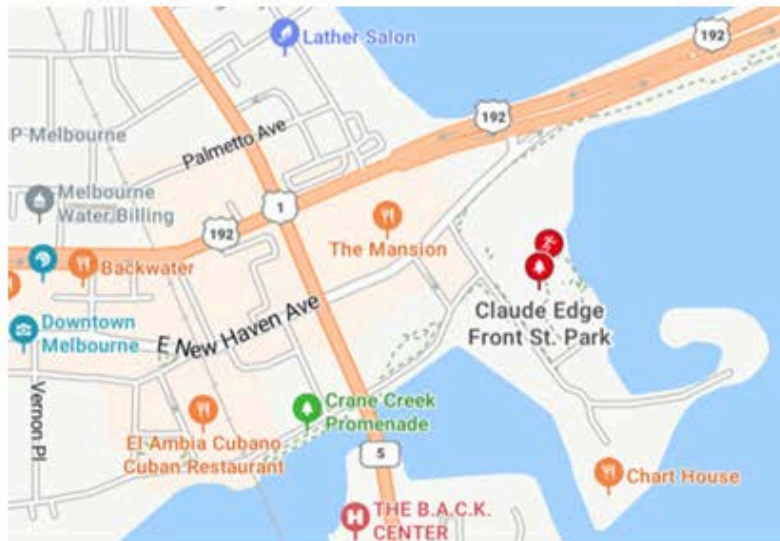 192
Lather Salon
192
Palmetto Ave
P-Melbourne
Melbourne
Water Billing
1
192
The Mansion
Backwater
Claude Edge
Front St. Park
E New Haven Ave
Downtown
Melbourne
Vernon Pl
Crane Creek
Promenade
El Ambia Cubano
Cuban Restaurant
5
Chart House
THE B.A.C.K.
CENTER